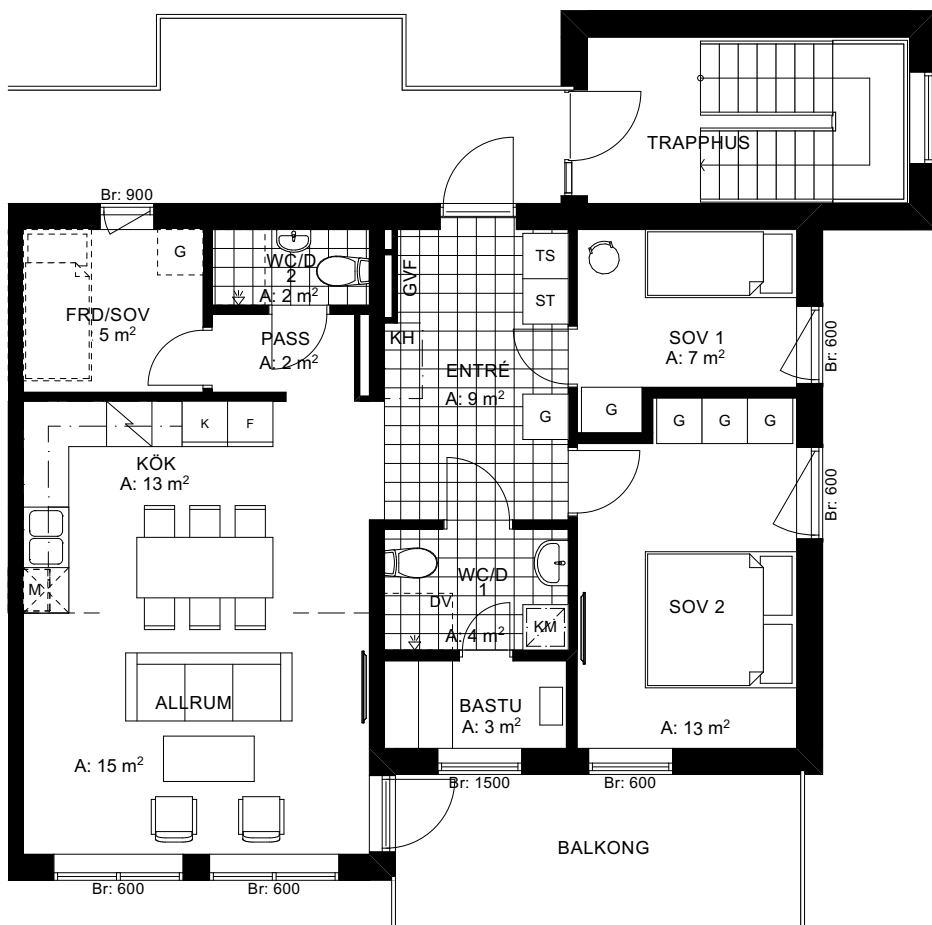 TRAPPHUS
Br: 900
G
WC/D
2
A: 2 m²
GVF
TS
ST
FRD/SOV
5 m²
PASS
A: 2 m²
KH
ENTRÉ
A: 9 m²
SOV 1
A: 7 m²
Br: 600
K
F
G
G
G
G
G
KÖK
A: 13 m²
Br: 600
M
WC/D
1
DV
A: 4 m²
KM
SOV 2
ALLRUM
BASTU
A: 3 m²
A: 13 m²
A: 15 m²
Br: 1500
Br: 600
BALKONG
Br: 600
Br: 600